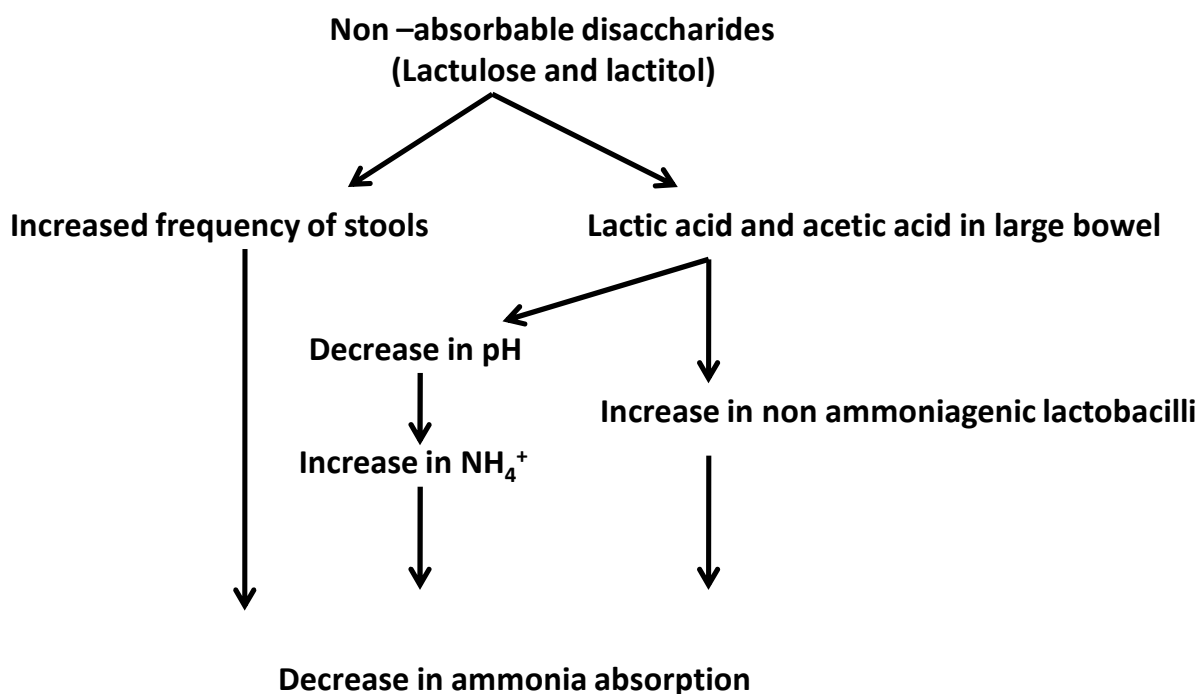 Non –absorbable disaccharides
(Lactulose and lactitol)
Increased frequency of stools
Lactic acid and acetic acid in large bowel
Decrease in pH
Increase in non ammoniagenic lactobacilli
Increase in NH₄⁺
Decrease in ammonia absorption